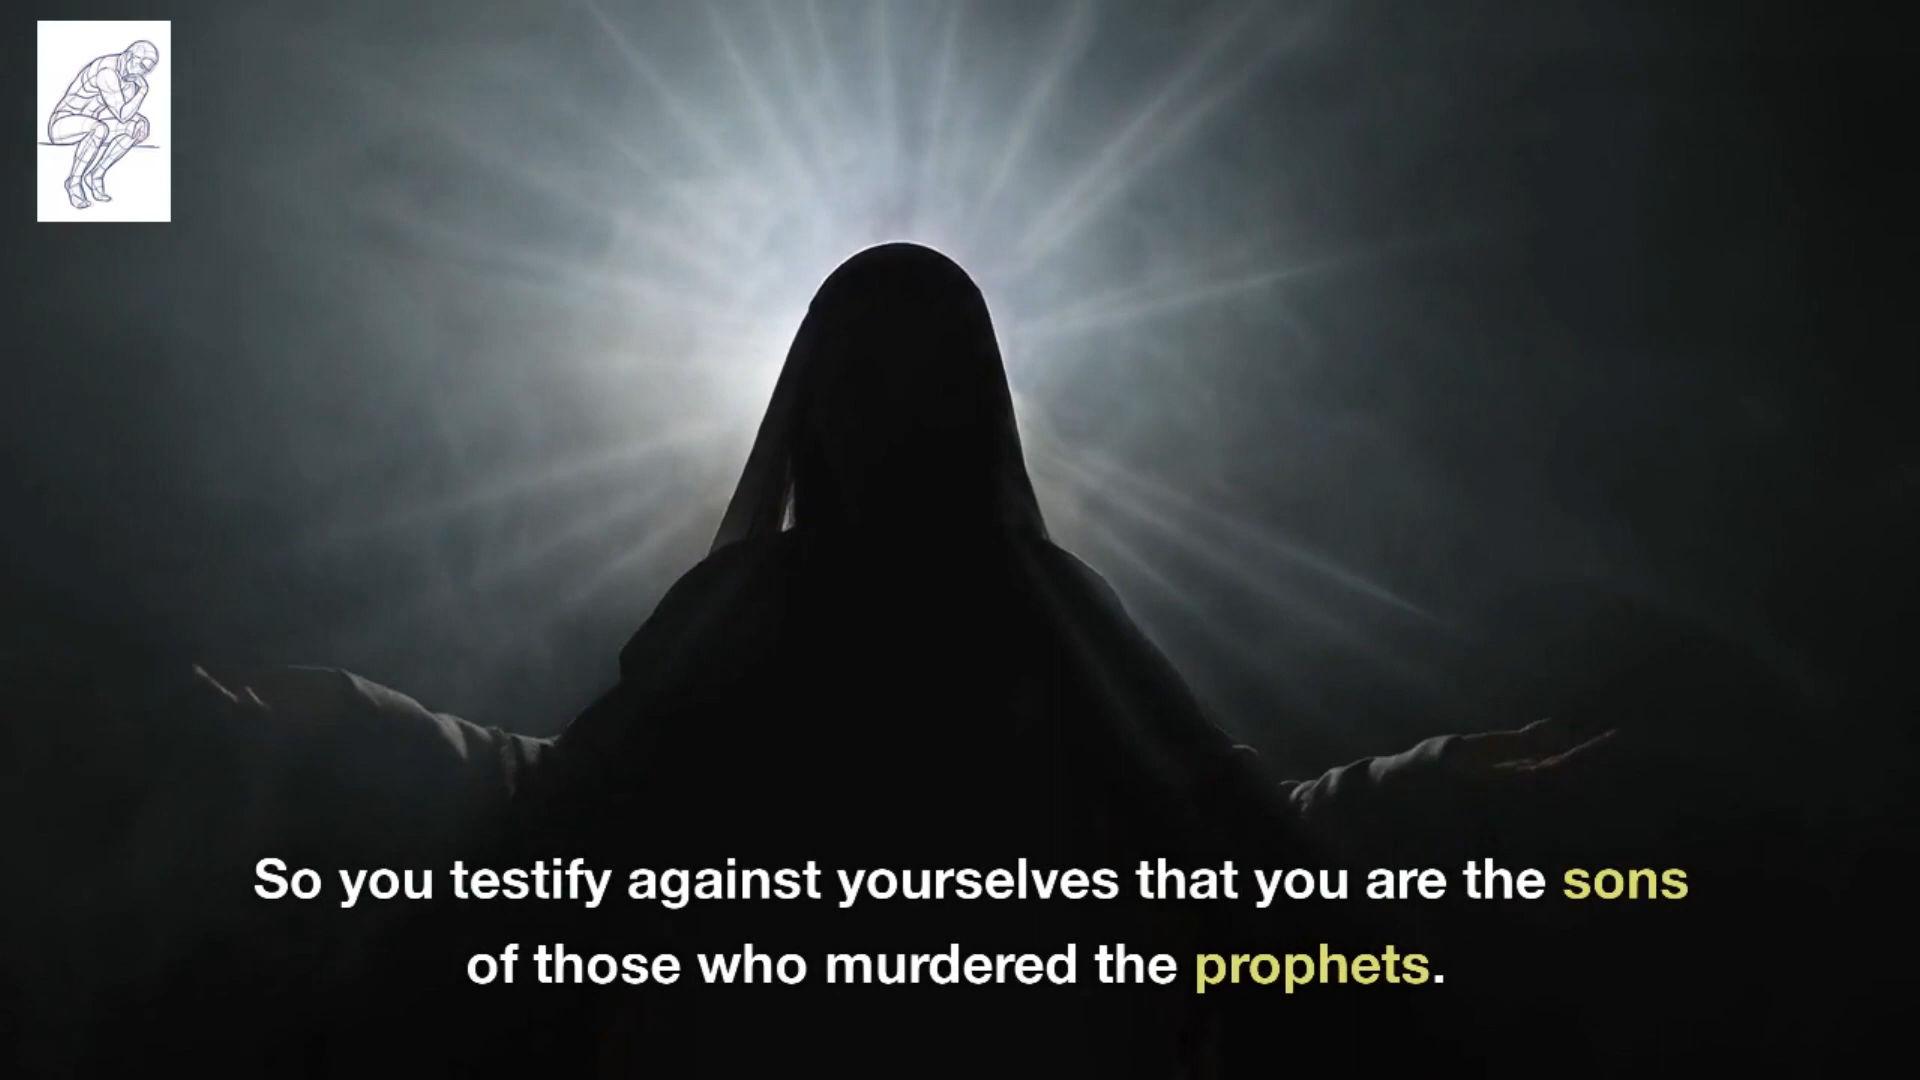 So you testify against yourselves that you are the sons
of those who murdered the prophets.